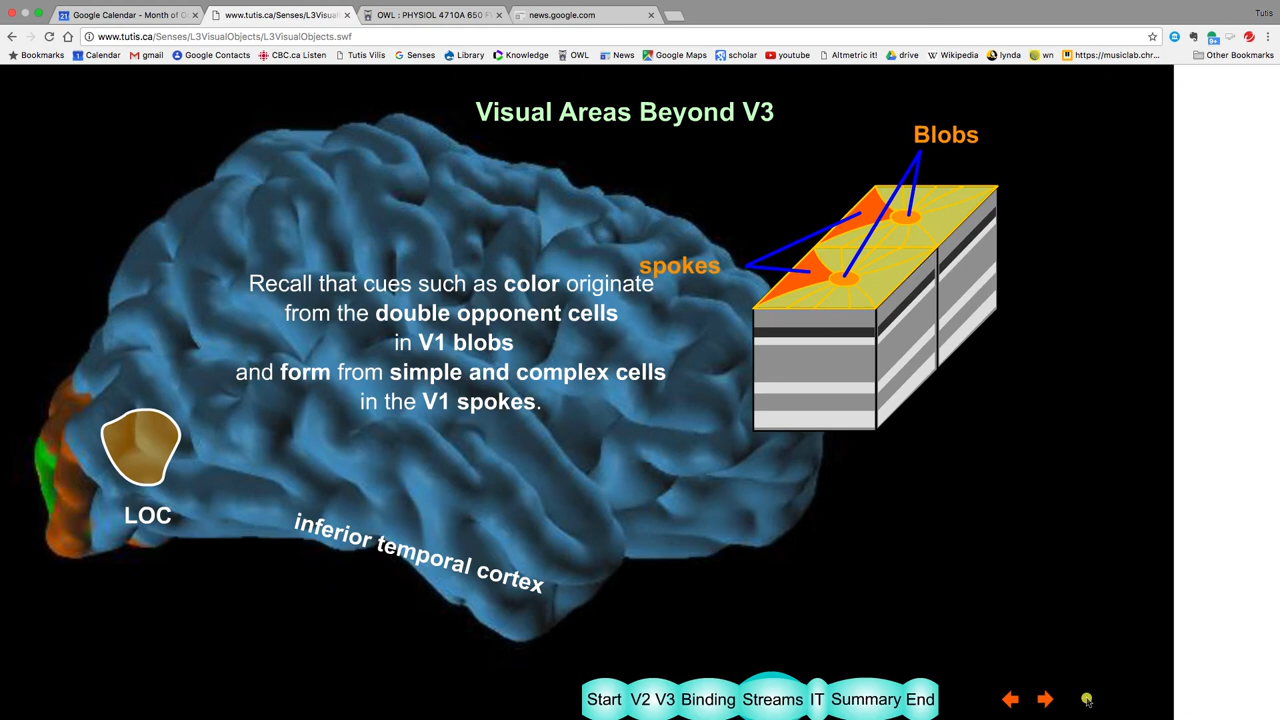 Google Calendar - Month of O
www.tutis.ca/Senses/L3Visual
OWL : PHYSIOL 4710A 650 F
news.google.com
Tutis
www.tutis.ca/Senses/L3VisualObjects/L3VisualObjects.swf
Bookmarks
Calendar
gmail
Google Contacts
CBC.ca Listen
Tutis Vilis
Senses
Library
Knowledge
OWL
News
Google Maps
scholar
youtube
Altmetric it!
drive
Wikipedia
lynda
wn
https://musiclab.chr...
Other Bookmarks
Visual Areas Beyond V3
Blobs
spokes
Recall that cues such as color originate
from the double opponent cells
in V1 blobs
and form from simple and complex cells
in the V1 spokes.
LOC
inferior temporal cortex
Start
V2 V3
Binding
Streams
IT
Summary
End